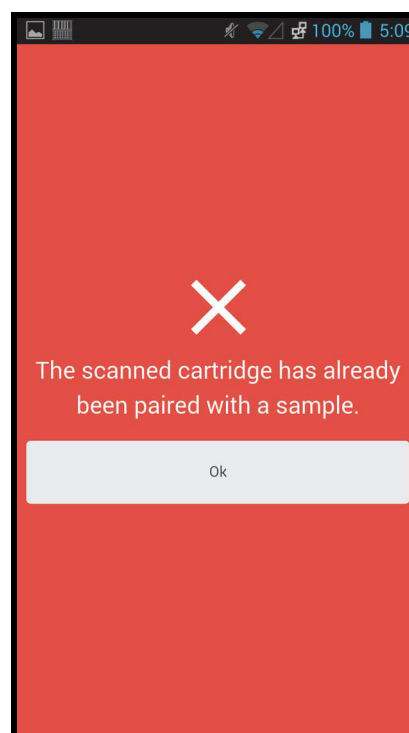 100% 5:09
The scanned cartridge has already
been paired with a sample.
Ok